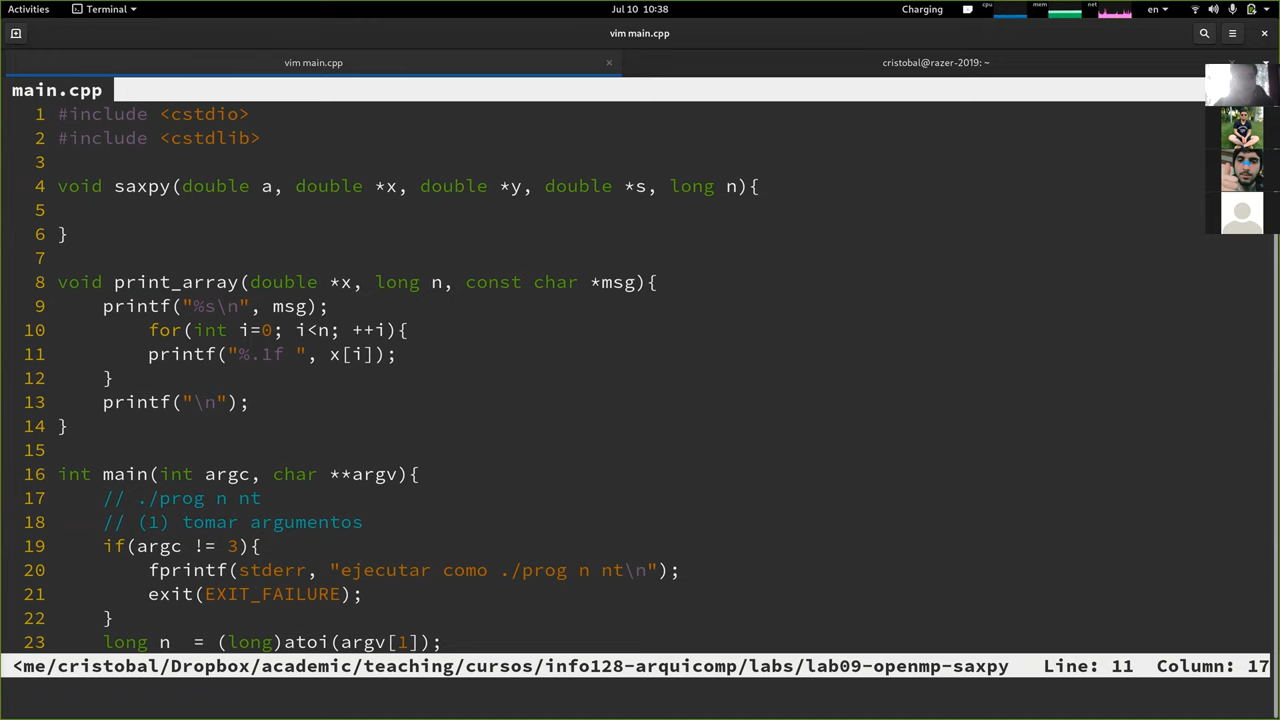 Activities Terminal Jul 10 10:38 Charging cpu mem net en
vim main.cpp
vim main.cpp cristobal@razer-2019: ~
main.cpp
1 #include <cstdio>
2 #include <cstdlib>
3
4 void saxpy(double a, double *x, double *y, double *s, long n){
5
6 }
7
8 void print_array(double *x, long n, const char *msg){
9 printf("%s\n", msg);
10 for(int i=0; i<n; ++i){
11 printf("%.1f ", x[i]);
12 }
13 printf("\n");
14 }
15
16 int main(int argc, char **argv){
17 // ./prog n nt
18 // (1) tomar argumentos
19 if(argc != 3){
20 fprintf(stderr, "ejecutar como ./prog n nt\n");
21 exit(EXIT_FAILURE);
22 }
23 long n = (long)atoi(argv[1]);
<me/cristobal/Dropbox/academic/teaching/cursos/info128-arquicomp/labs/lab09-openmp-saxpy Line: 11 Column: 17